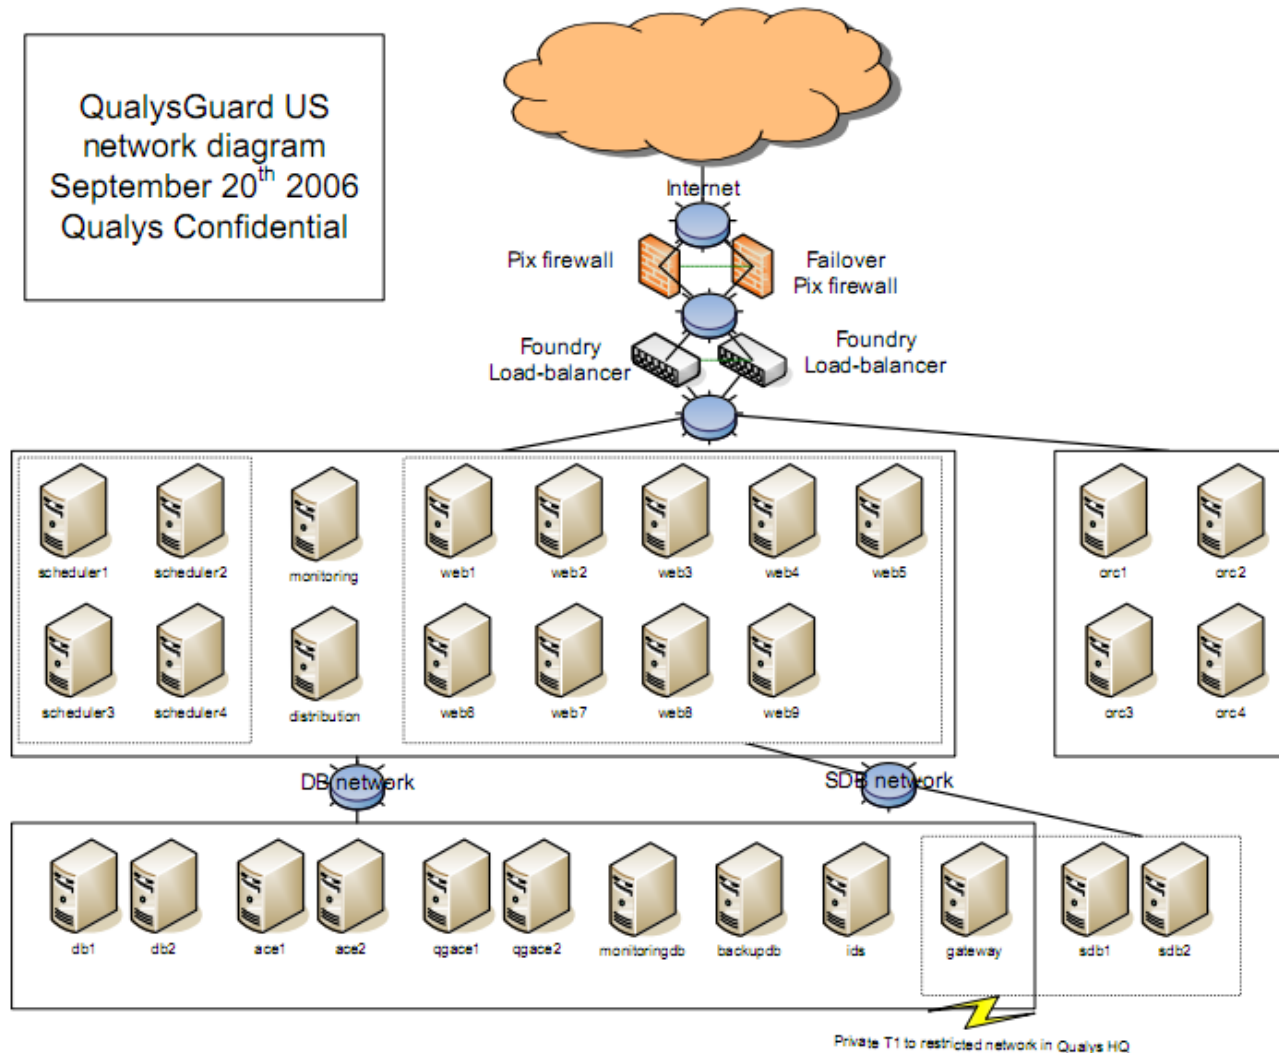 QualysGuard US
network diagram
September 20th 2006
Qualys Confidential
Internet
Pix firewall
Failover
Pix firewall
Foundry
Load-balancer
Foundry
Load-balancer
scheduler1
scheduler2
monitoring
web1
web2
web3
web4
web5
orc1
orc2
scheduler3
scheduler4
distribution
web6
web7
web8
web9
orc3
orc4
DB network
SDB network
db1
db2
ace1
ace2
qgace1
qgace2
monitoringdb
backupdb
ids
gateway
sdb1
sdb2
Private T1 to restricted network in Qualys HQ